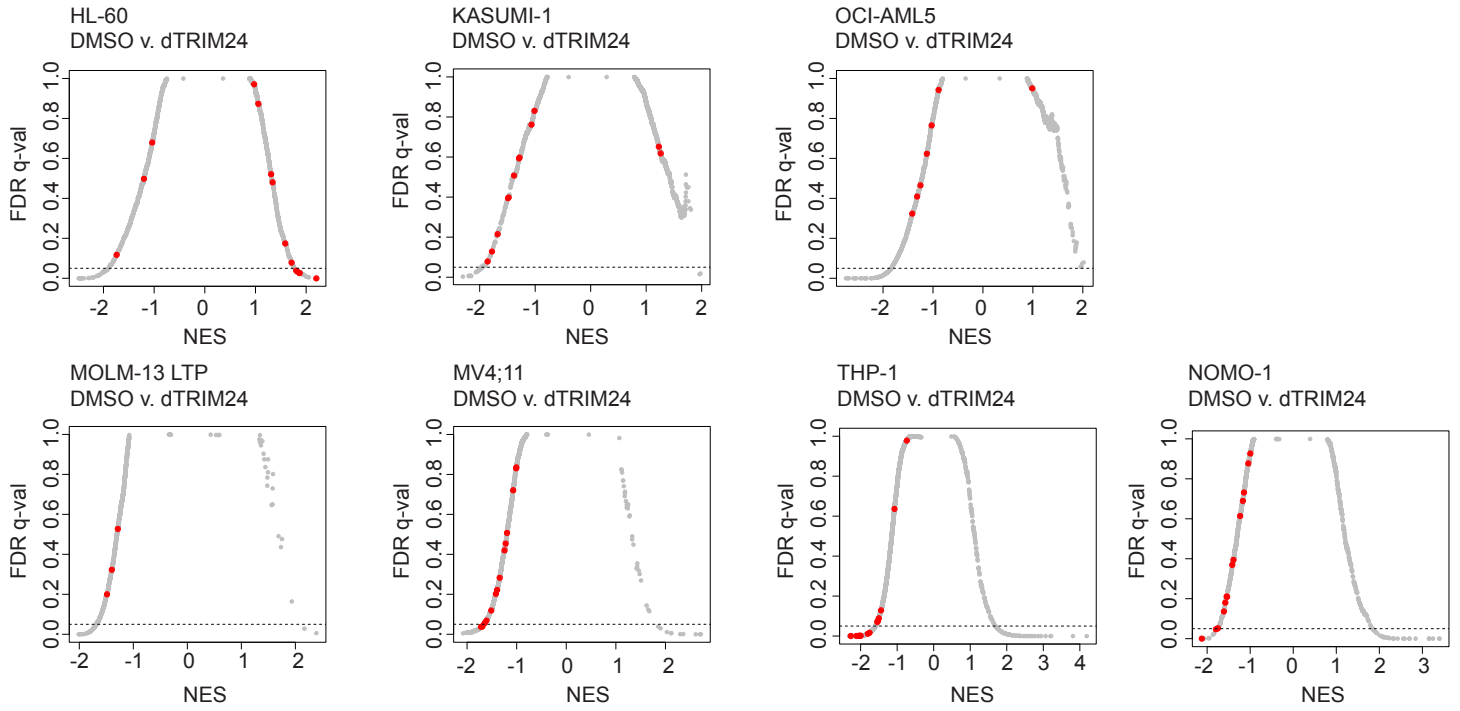 HL-60
DMSO v. dTRIM24
KASUMI-1
DMSO v. dTRIM24
OCI-AML5
DMSO v. dTRIM24
FDR q-val
1.0
0.8
0.6
0.4
0.2
0.0
-2 -1 0 1 2
NES
FDR q-val
1.0
0.8
0.6
0.4
0.2
0.0
-2 -1 0 1 2
NES
FDR q-val
1.0
0.8
0.6
0.4
0.2
0.0
-2 -1 0 1 2
NES
MOLM-13 LTP
DMSO v. dTRIM24
MV4;11
DMSO v. dTRIM24
THP-1
DMSO v. dTRIM24
NOMO-1
DMSO v. dTRIM24
FDR q-val
1.0
0.8
0.6
0.4
0.2
0.0
-2 -1 0 1 2
NES
FDR q-val
1.0
0.8
0.6
0.4
0.2
0.0
-2 -1 0 1 2
NES
FDR q-val
1.0
0.8
0.6
0.4
0.2
0.0
-2 -1 0 1 2 3 4
NES
FDR q-val
1.0
0.8
0.6
0.4
0.2
0.0
-2 -1 0 1 2 3
NES